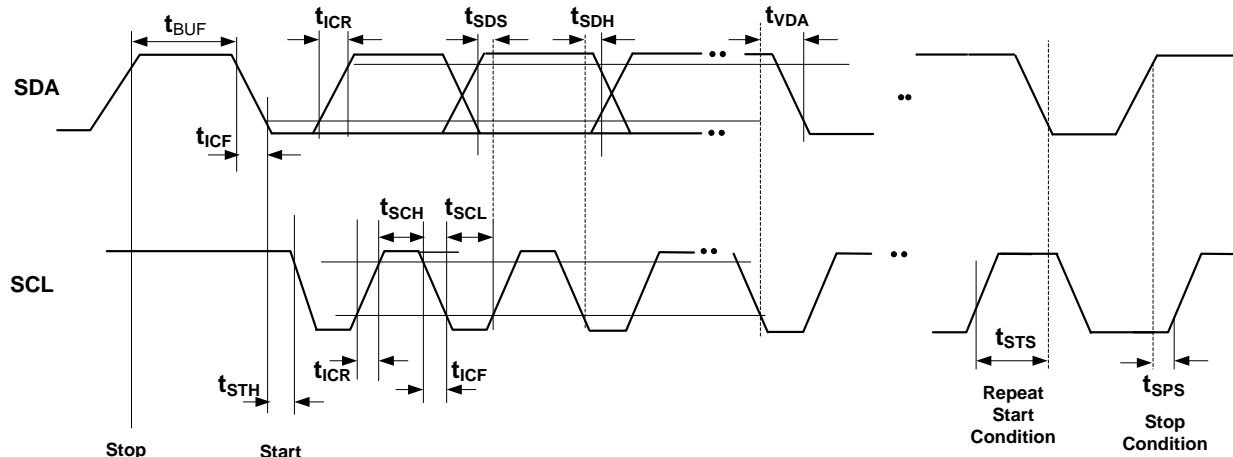 tBUF
tICR
tSDS
tSDH
tVDA
SDA
tICF
tSCH
tSCL
SCL
tSTH
tICR
tICF
tSTS
tSPS
Repeat
Start
Condition
Stop
Condition
Stop
Start